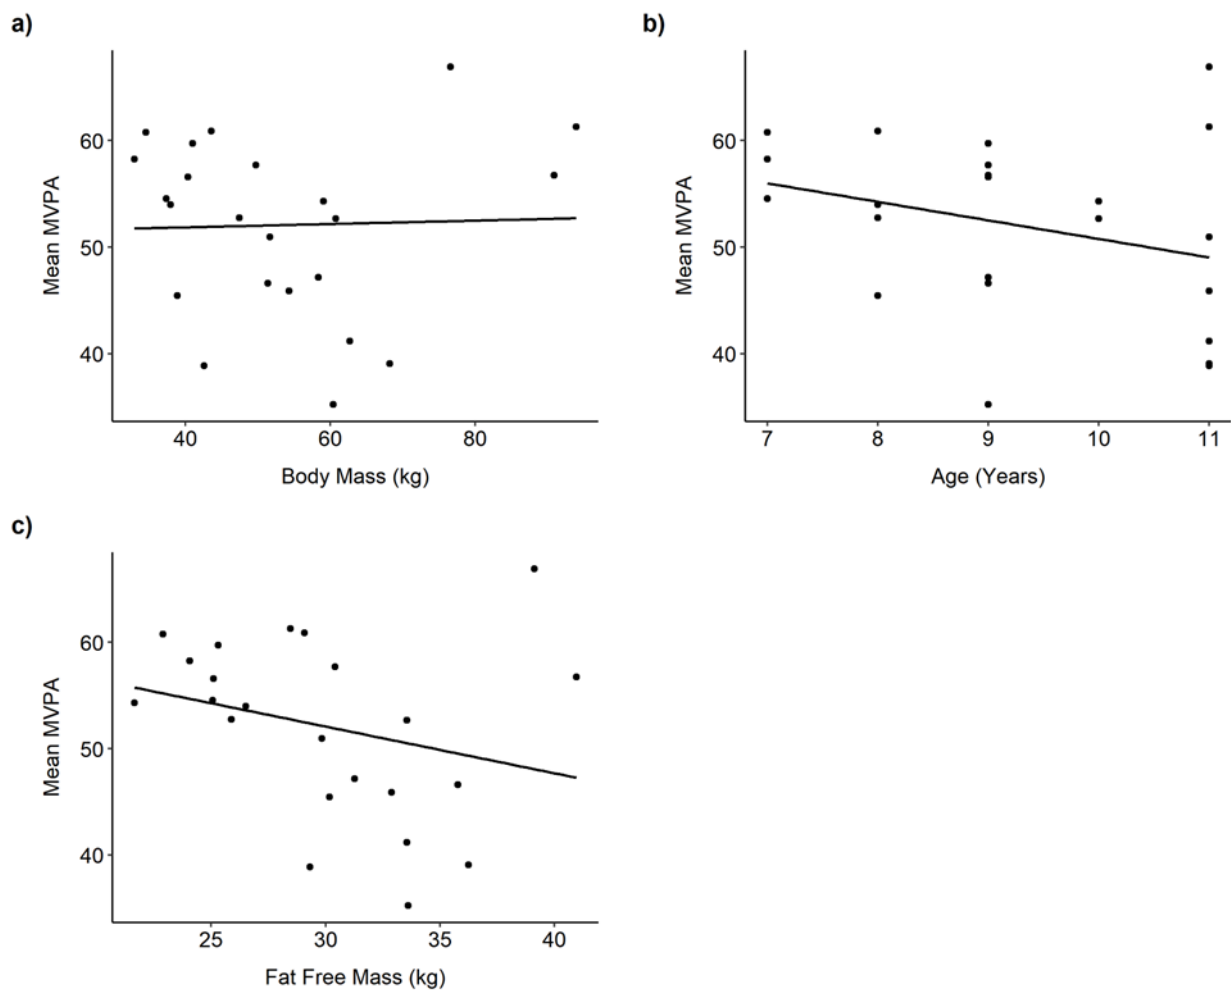 a)
60
50
40
Mean MVPA
40 60 80
Body Mass (kg)
b)
60
50
40
Mean MVPA
7 8 9 10 11
Age (Years)
c)
60
50
40
Mean MVPA
25 30 35 40
Fat Free Mass (kg)